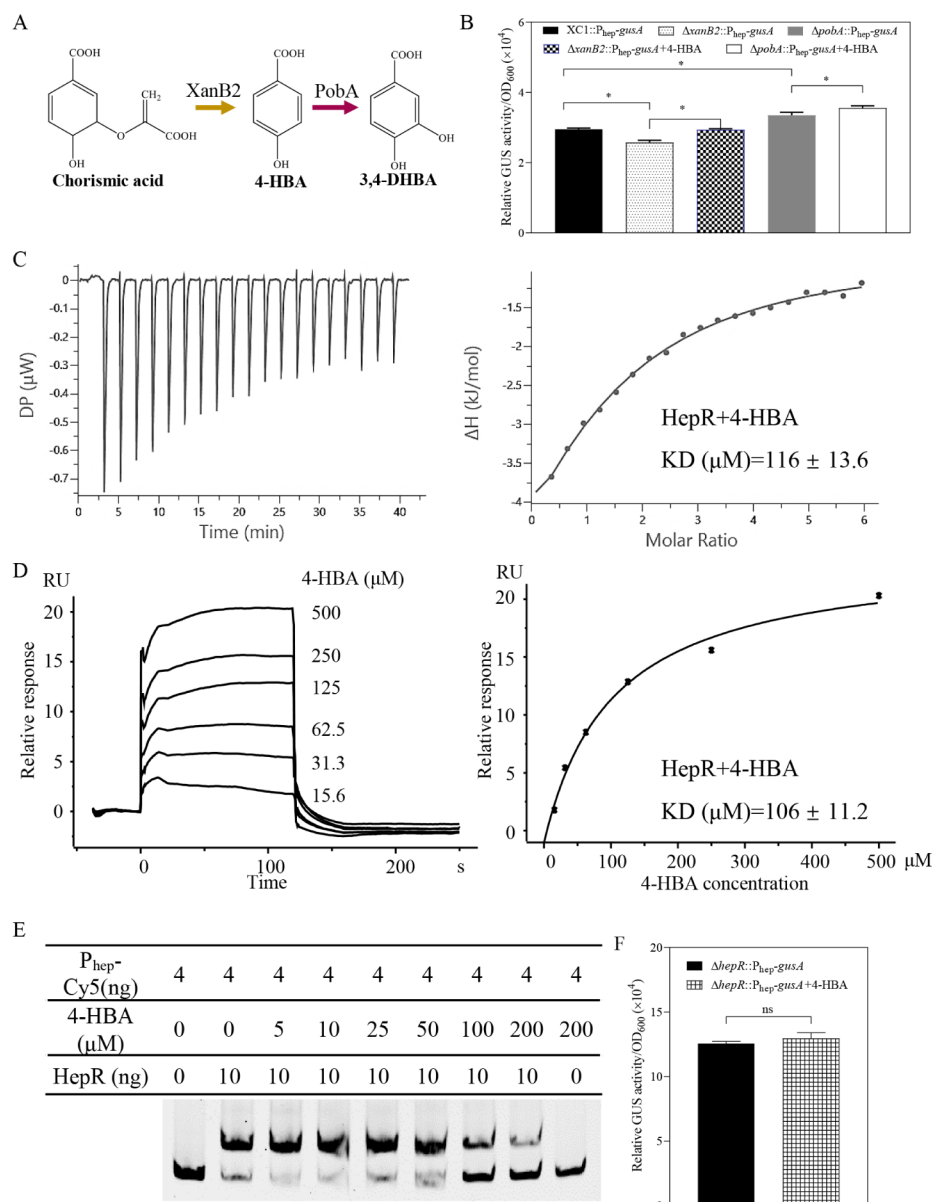 A
COOH
OH
O
CH2
COOH
Chorismic acid
XanB2
COOH
OH
4-HBA
PobA
COOH
OH
OH
3,4-DHBA
B
XC1::Phep-gusA
ΔxanB2::Phep-gusA
ΔpobA::Phep-gusA
ΔxanB2::Phep-gusA+4-HBA
ΔpobA::Phep-gusA+4-HBA
Relative GUS activity/OD600 (×10⁴)
6
4
2
0
*
*
*
*
C
DP (µW)
0
-0.1
-0.2
-0.3
-0.4
-0.5
-0.6
-0.7
0 5 10 15 20 25 30 35 40
Time (min)
ΔH (kJ/mol)
-1.5
-2
-2.5
-3
-3.5
-4
0 1 2 3 4 5 6
Molar Ratio
HepR+4-HBA
KD (µM)=116 ± 13.6
D
RU
Relative response
20
15
10
5
0
0 100 200 s
Time
4-HBA (µM)
500
250
125
62.5
31.3
15.6
RU
Relative response
20
15
10
5
0
0 100 200 300 400 500 µM
4-HBA concentration
HepR+4-HBA
KD (µM)=106 ± 11.2
E
Phep-Cy5(ng) 4 4 4 4 4 4 4 4 4
4-HBA (µM) 0 0 5 10 25 50 100 200 200
HepR (ng) 0 10 10 10 10 10 10 10 0
F
ΔhepR::Phep-gusA
ΔhepR::Phep-gusA+4-HBA
ns
Relative GUS activity/OD600 (×10⁴)
20
15
10
5